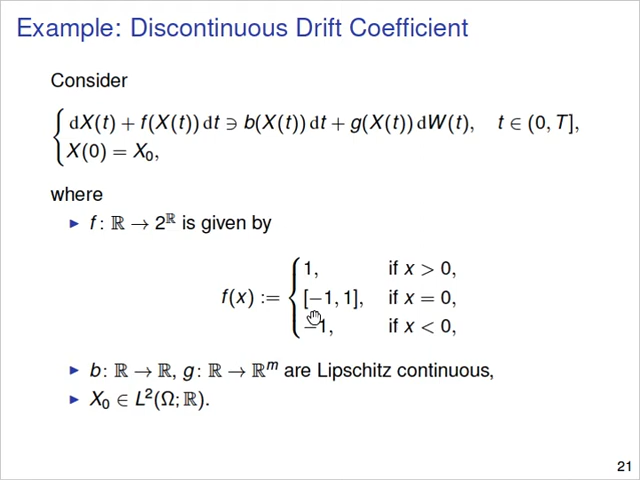 Example: Discontinuous Drift Coefficient
Consider
{ dX(t) + f(X(t)) dt ∋ b(X(t)) dt + g(X(t)) dW(t), t ∈ (0, T],
X(0) = X₀,
where
▶ f: ℝ → 2^ℝ is given by
1, if x > 0,
f(x) := { [−1, 1], if x = 0,
−1, if x < 0,
▶ b: ℝ → ℝ, g: ℝ → ℝ^m are Lipschitz continuous,
▶ X₀ ∈ L²(Ω; ℝ).
21